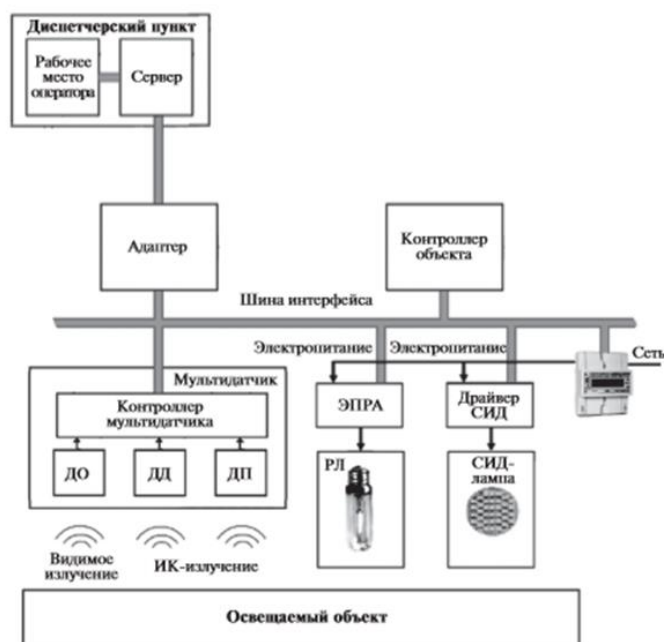 Диспетчерский пункт
Рабочее
место
оператора
Сервер
Адаптер
Контроллер
объекта
Шина интерфейса
Электропитание
Электропитание
Сеть
Мультидатчик
Контроллер
мультидатчика
ДО
ДД
ДП
ЭПРА
Драйвер
СИД
РЛ
СИД-
лампа
Видимое
излучение
ИК-излучение
Освещаемый объект